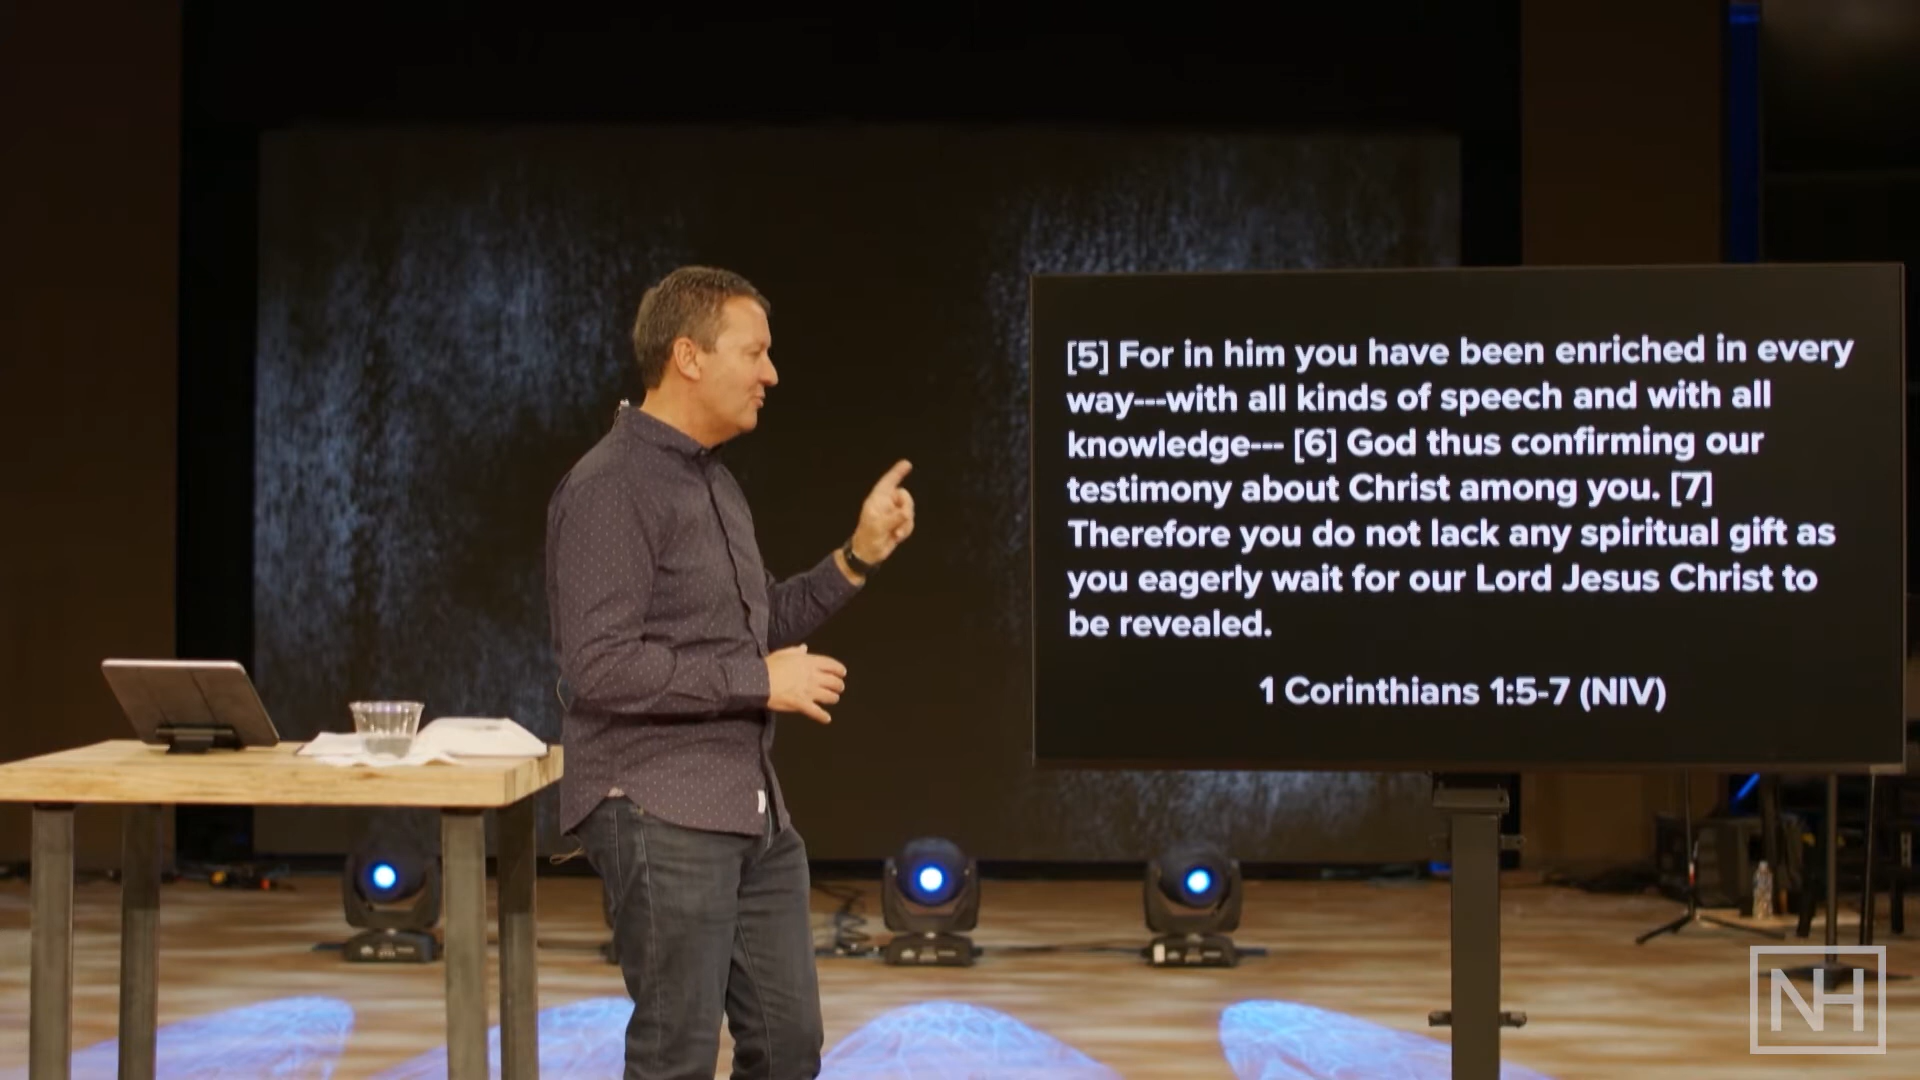 [5] For in him you have been enriched in every
way---with all kinds of speech and with all
knowledge--- [6] God thus confirming our
testimony about Christ among you. [7]
Therefore you do not lack any spiritual gift as
you eagerly wait for our Lord Jesus Christ to
be revealed.
1 Corinthians 1:5-7 (NIV)
NH